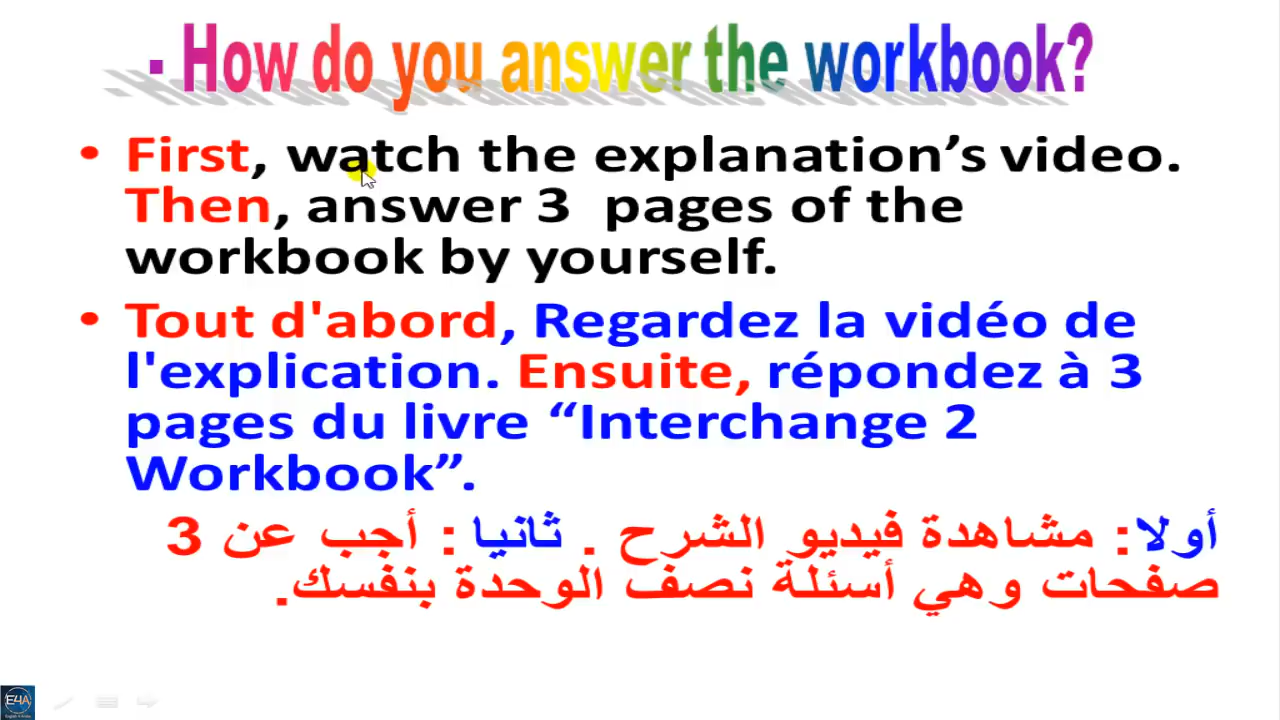 - How do you answer the workbook?
• First, watch the explanation’s video.
Then, answer 3 pages of the
workbook by yourself.
• Tout d'abord, Regardez la vidéo de
l'explication. Ensuite, répondez à 3
pages du livre “Interchange 2
Workbook”.
أولا: مشاهدة فيديو الشرح . ثانيا : أجب عن 3
صفحات وهي أسئلة نصف الوحدة بنفسك.
E4A